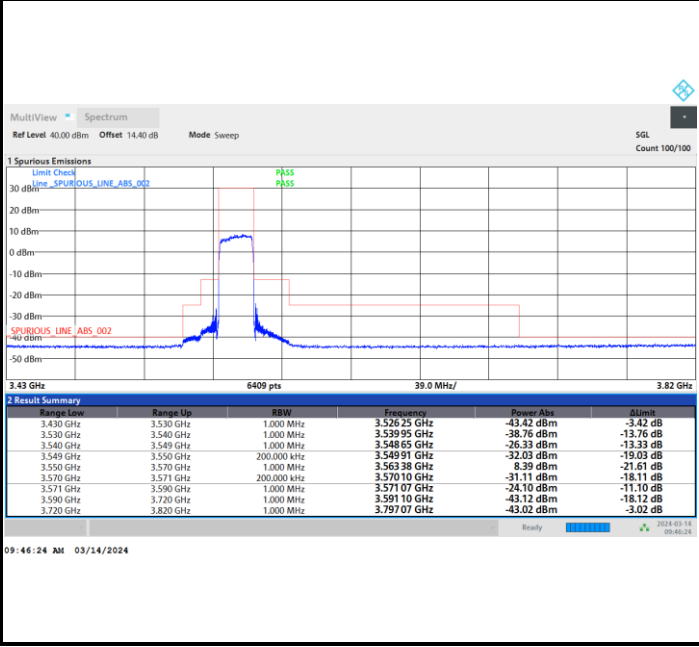 MultiView Spectrum
Ref Level 40.00 dBm Offset 14.40 dB Mode Sweep SGL
Count 100/100
1 Spurious Emissions
Limit Check PASS
Line _SPURIOUS_LINE_ABS_002 PASS
30 dBm
20 dBm
10 dBm
0 dBm
-10 dBm
-20 dBm
-30 dBm
_SPURIOUS_LINE_ABS_002
-40 dBm
-50 dBm
3.43 GHz 6409 pts 39.0 MHz/ 3.82 GHz
2 Result Summary
Range Low Range Up RBW Frequency Power Abs ΔLimit
3.430 GHz 3.530 GHz 1.000 MHz 3.526 25 GHz -43.42 dBm -3.42 dB
3.530 GHz 3.540 GHz 1.000 MHz 3.539 95 GHz -38.76 dBm -13.76 dB
3.540 GHz 3.549 GHz 1.000 MHz 3.548 65 GHz -26.33 dBm -13.33 dB
3.549 GHz 3.550 GHz 200.000 kHz 3.549 91 GHz -32.03 dBm -19.03 dB
3.550 GHz 3.570 GHz 1.000 MHz 3.563 38 GHz 8.39 dBm -21.61 dB
3.570 GHz 3.571 GHz 200.000 kHz 3.570 10 GHz -31.11 dBm -18.11 dB
3.571 GHz 3.590 GHz 1.000 MHz 3.571 07 GHz -24.10 dBm -11.10 dB
3.590 GHz 3.720 GHz 1.000 MHz 3.591 10 GHz -43.12 dBm -18.12 dB
3.720 GHz 3.820 GHz 1.000 MHz 3.797 07 GHz -43.02 dBm -3.02 dB
Ready 2024-03-14
09:46:24
09:46:24 AM 03/14/2024